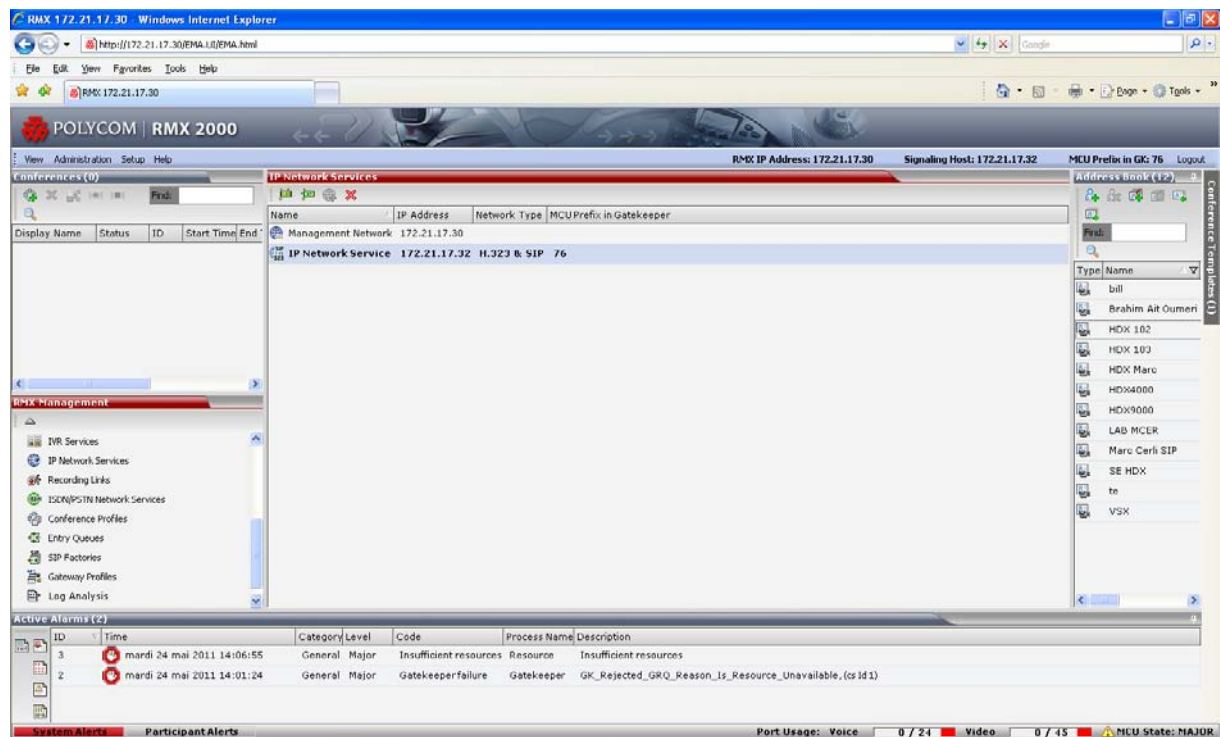 RMX 172.21.17.30 - Windows Internet Explorer
http://172.21.17.30/EMA.UI/EMA.html
Google
File Edit View Favorites Tools Help
RMX 172.21.17.30
Page Tools
POLYCOM | RMX 2000
View Administration Setup Help
RMX IP Address: 172.21.17.30 Signaling Host: 172.21.17.32 MCU Prefix in GK: 76 Logout
Conferences (0)
Find:
Display Name Status ID Start Time End
IP Network Services
Name IP Address Network Type MCU Prefix in Gatekeeper
Management Network 172.21.17.30
IP Network Service 172.21.17.32 H.323 & SIP 76
Address Book (12)
Find:
Type Name
bill
Brahim Ait Oumeri
HDX 102
HDX 103
HDX Marc
HDX4000
HDX9000
LAB MCER
Marc Cerli SIP
SE HDX
te
VSX
Conference Templates (1)
RMX Management
IVR Services
IP Network Services
Recording Links
ISDN/PSTN Network Services
Conference Profiles
Entry Queues
SIP Factories
Gateway Profiles
Log Analysis
Active Alarms (2)
ID Time Category Level Code Process Name Description
3 mardi 24 mai 2011 14:06:55 General Major Insufficient resources Resource Insufficient resources
2 mardi 24 mai 2011 14:01:24 General Major Gatekeeper failure Gatekeeper GK_Rejected_GRQ_Reason_Is_Resource_Unavailable, (cs Id 1)
System Alerts Participant Alerts Port Usage: Voice 0 / 24 Video 0 / 45 MCU State: MAJOR